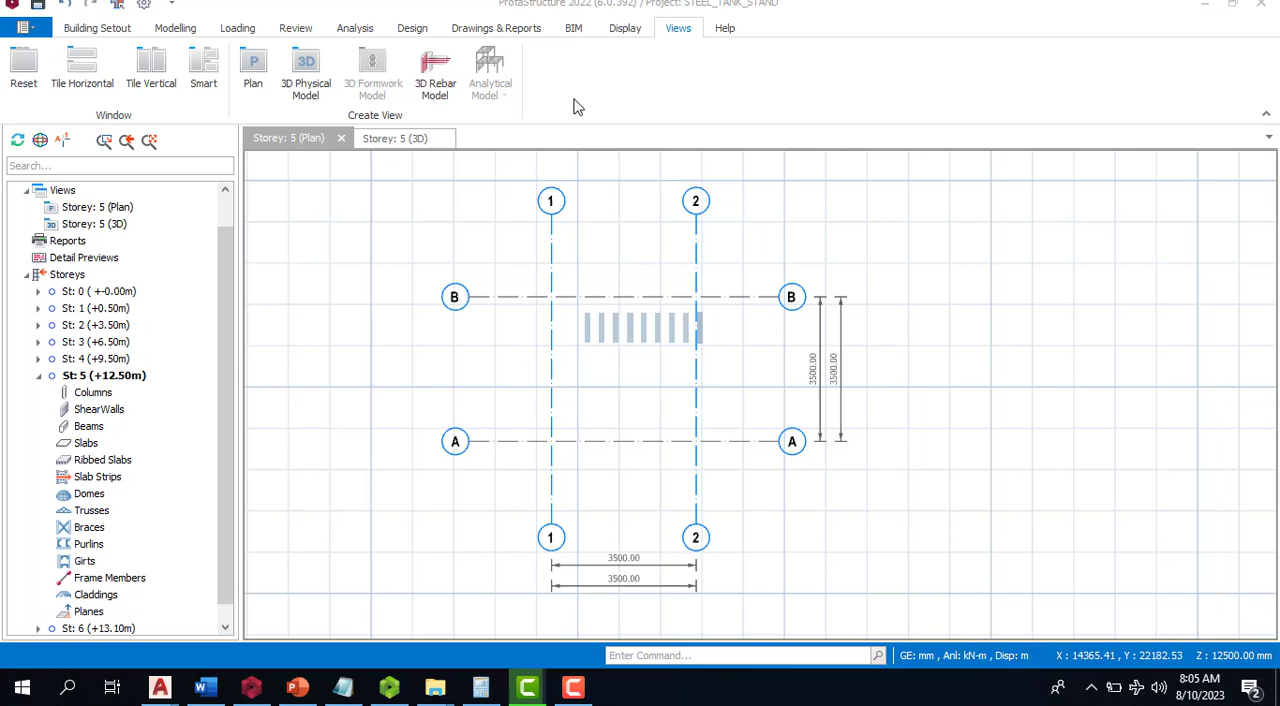 ProtaStructure 2022 (6.0.392) / Project: STEEL_TANK_STAND
Building Setout Modelling Loading Review Analysis Design Drawings & Reports BIM Display Views Help
Reset Tile Horizontal Tile Vertical Smart Plan 3D Physical Model 3D Formwork Model 3D Rebar Model Analytical Model
Window Create View
Storey: 5 (Plan) Storey: 5 (3D)
Search...
Views
Storey: 5 (Plan)
Storey: 5 (3D)
Reports
Detail Previews
Storeys
St: 0 ( +-0.00m)
St: 1 (+0.50m)
St: 2 (+3.50m)
St: 3 (+6.50m)
St: 4 (+9.50m)
St: 5 (+12.50m)
Columns
ShearWalls
Beams
Slabs
Ribbed Slabs
Slab Strips
Domes
Trusses
Braces
Purlins
Girts
Frame Members
Claddings
Planes
St: 6 (+13.10m)
1 2
B B
3500.00 3500.00
A A
1 2
3500.00
3500.00
Enter Command... GE: mm , Anl: kN-m , Disp: m X : 14365.41 , Y : 22182.53 Z : 12500.00 mm
8:05 AM
8/10/2023
2